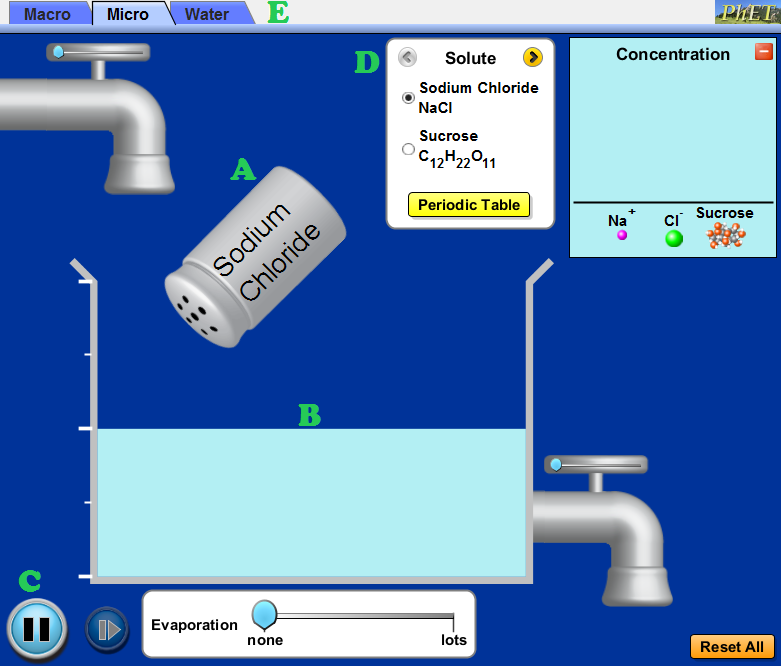 Macro Micro Water E
PhET
D
Solute
Sodium Chloride
NaCl
Sucrose
C12H22O11
Periodic Table
Concentration
Na+ Cl- Sucrose
A
Sodium
Chloride
B
C
Evaporation
none lots
Reset All